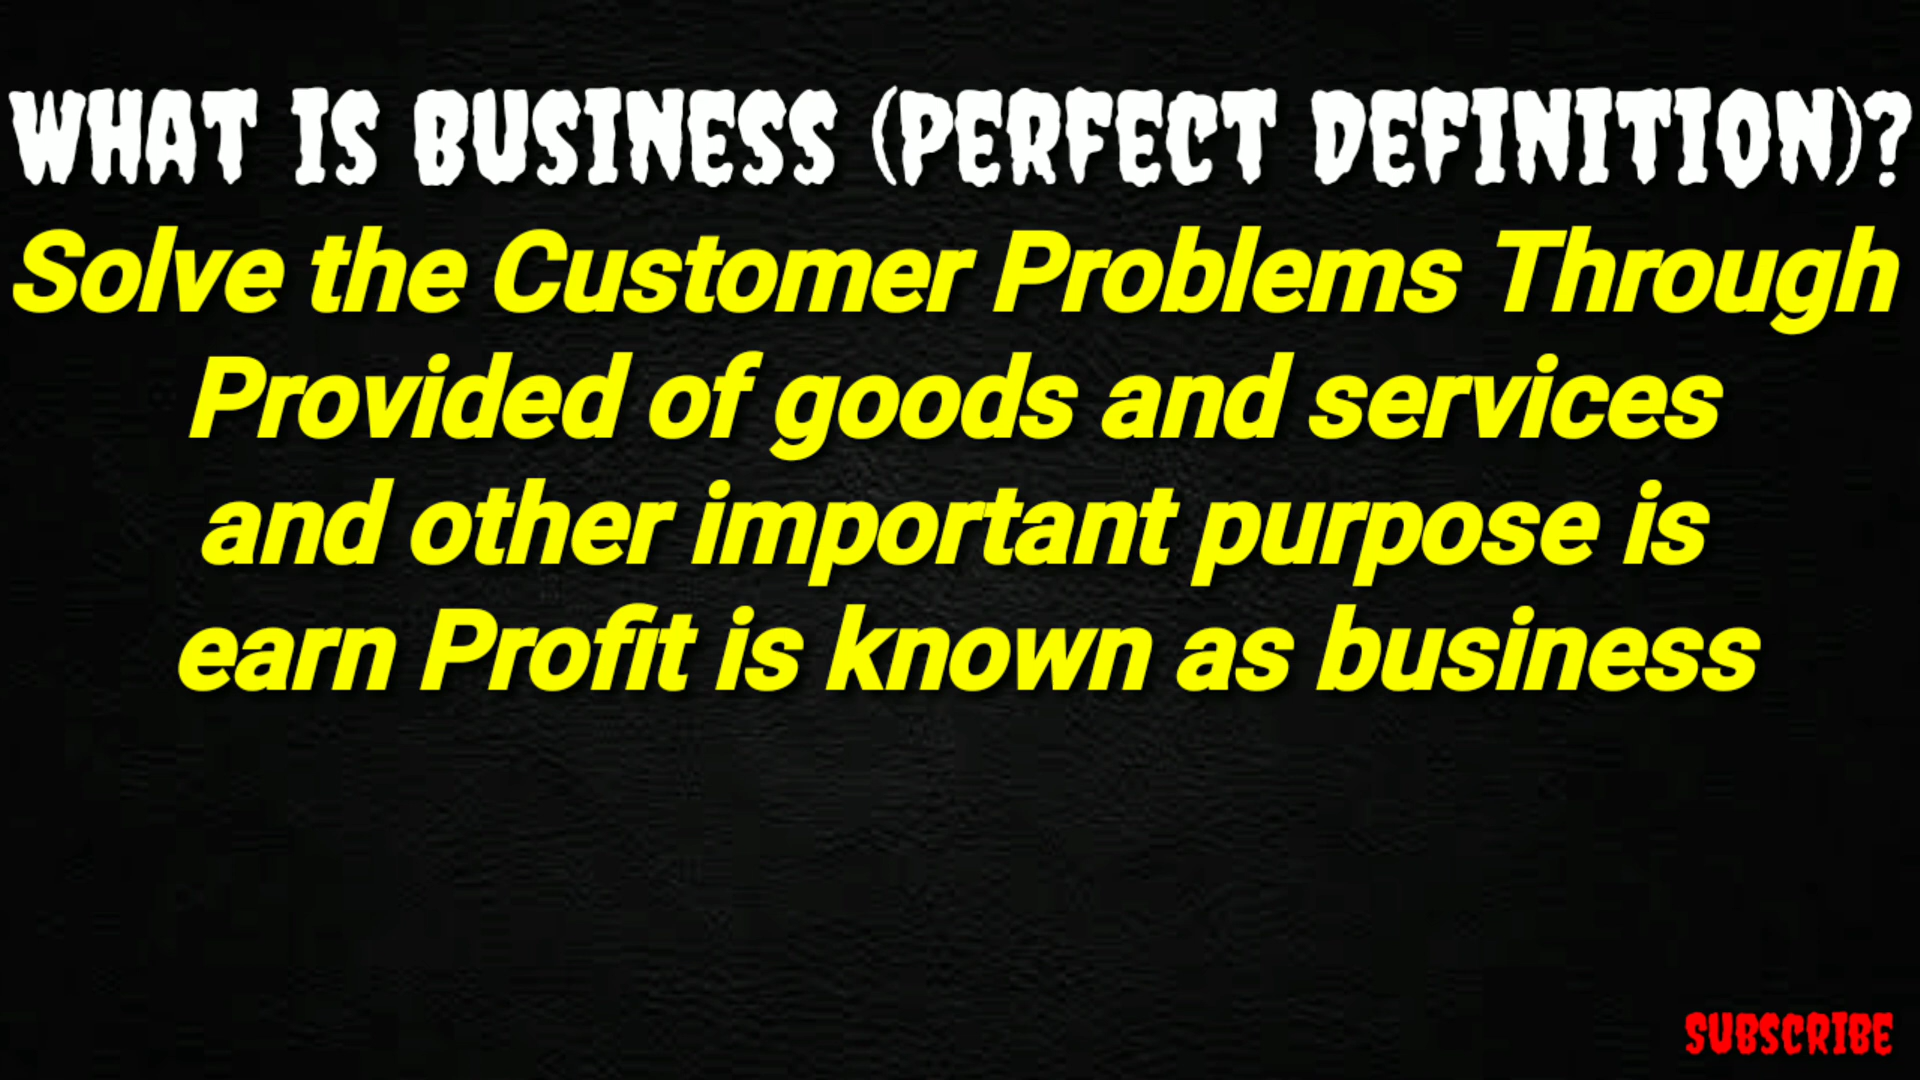 WHAT IS BUSINESS (PERFECT DEFINITION)?
Solve the Customer Problems Through
Provided of goods and services
and other important purpose is
earn Profit is known as business
SUBSCRIBE